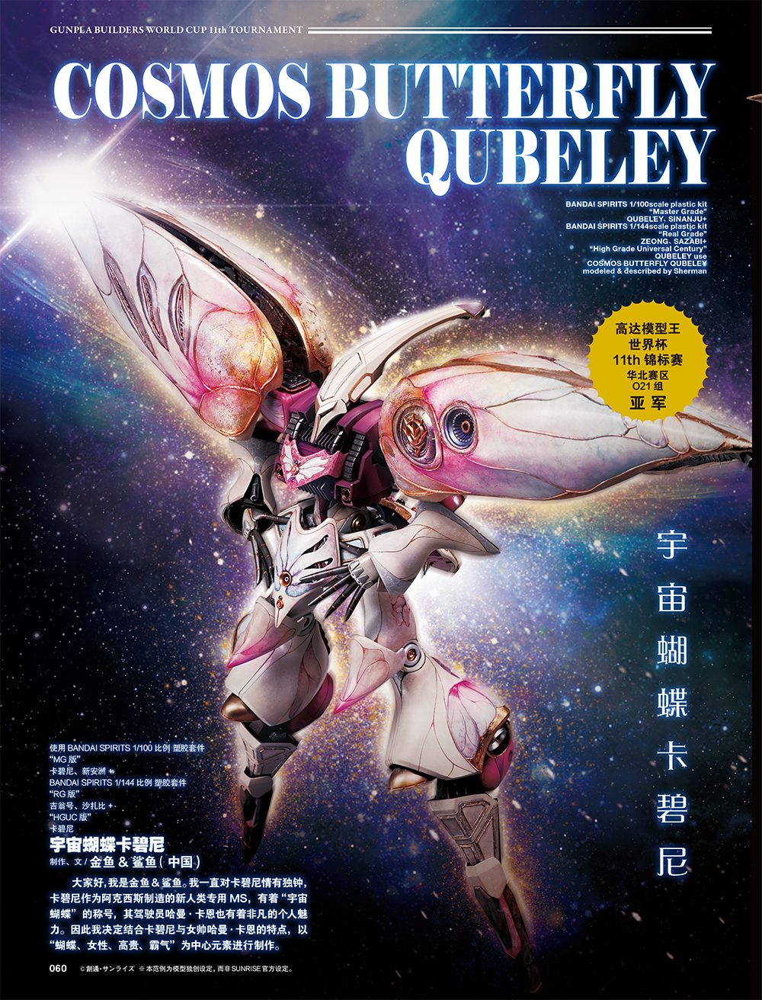 GUNPLA BUILDERS WORLD CUP 11th TOURNAMENT
COSMOS BUTTERFLY
QUBELEY
BANDAI SPIRITS 1/100scale plastic kit
“Master Grade”
QUBELEY、SINANJU+
BANDAI SPIRITS 1/144scale plastic kit
“Real Grade”
ZEONG、SAZABI+
“High Grade Universal Century”
QUBELEY use
COSMOS BUTTERFLY QUBELEY
modeled & described by Sherman
高达模型王
世界杯
11th 锦标赛
华北赛区
O21 组
亚军
宇宙蝴蝶卡碧尼
使用 BANDAI SPIRITS 1/100 比例 塑胶套件
“MG 版”
卡碧尼、新安洲 +
BANDAI SPIRITS 1/144 比例 塑胶套件
“RG 版”
吉翁号、沙扎比 +
“HGUC 版”
卡碧尼
宇宙蝴蝶卡碧尼
制作、文 / 金鱼 & 鲨鱼（中国）
大家好,我是金鱼&鲨鱼。我一直对卡碧尼情有独钟,
卡碧尼作为阿克西斯制造的新人类专用 MS，有着“宇宙
蝴蝶”的称号，其驾驶员哈曼·卡恩也有着非凡的个人魅
力。因此我决定结合卡碧尼与女帅哈曼·卡恩的特点，以
“蝴蝶、女性、高贵、霸气”为中心元素进行制作。
060 ©創通・サンライズ ※本范例为模型独创设定，而非SUNRISE官方设定。